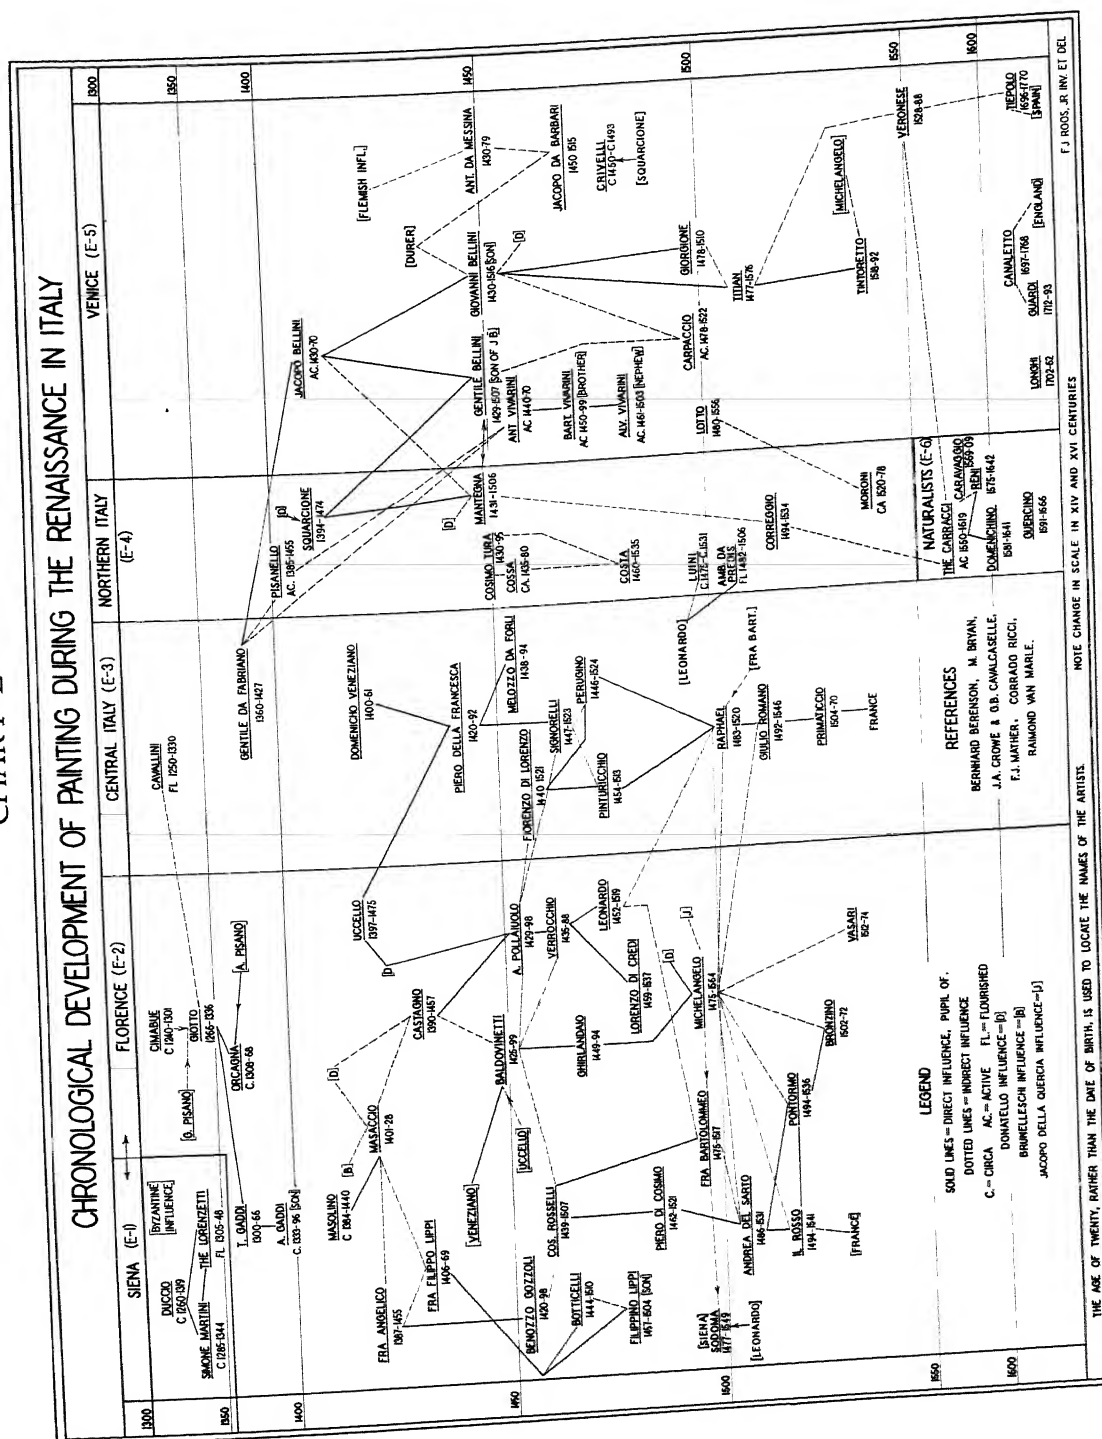 CHRONOLOGICAL DEVELOPMENT OF PAINTING DURING THE RENAISSANCE IN ITALY
SIENA (E-1)
FLORENCE (E-2)
CENTRAL ITALY (E-3)
NORTHERN ITALY
(E-4)
VENICE (E-5)
1300
1350
1400
1450
1500
1550
1600
DUCCIO
C.1260-1319
[BYZANTINE
INFLUENCE]
SIMONE MARTINI
C.1285-1344
THE LORENZETTI
FL 1305-48
CIMABUE
C 1240-1301
[G. PISANO]
GIOTTO
1266-1336
ORCAGNA
C. 1308-68
[A. PISANO]
T. GADDI
1300-66
A. GADDI
C. 1333-96 [SON]
MASOLINO
C 1384-1440
[B]
MASACCIO
1401-28
[D]
CASTAGNO
1390-1457
UCCELLO
1397-1475
[D]
FRA ANGELICO
1387-1455
FRA FILIPPO LIPPI
1406-69
[VENEZIANO]
BALDOVINETTI
1425-99
[UCCELLO]
A. POLLAIUOLO
1429-98
VERROCCHIO
1435-88
BENOZZO GOZZOLI
1420-98
COS. ROSSELLI
1439-1507
BOTTICELLI
1444-1510
FILIPPINO LIPPI
1457-1504 [SON]
GHIRLANDAIO
1449-94
LORENZO DI CREDI
1459-1537
LEONARDO
1452-1519
PIERO DI COSIMO
1462-1521
[D]
[J]
MICHELANGELO
1475-1564
FRA BARTOLOMMEO
1475-1517
[SIENA]
SODOMA
1477-1549
[LEONARDO]
ANDREA DEL SARTO
1486-1531
IL ROSSO
1494-1541
[FRANCE]
PONTORMO
1494-1536
BRONZINO
1502-72
VASARI
1512-74
CAVALLINI
FL 1250-1330
GENTILE DA FABRIANO
1360-1427
DOMENICHO VENEZIANO
1400-61
PIERO DELLA FRANCESCA
1420-92
MELOZZO DA FORLI
1438-94
FIORENZO DI LORENZO
1440 1521
SIGNORELLI
1447-1523
PERUGINO
1446-1524
PINTURICCHIO
1454-1513
RAPHAEL
1483-1520
[FRA BART.]
GIULIO ROMANO
1492-1546
PRIMATICCIO
1504-70
FRANCE
PISANELLO
AC. 1385-1455
[D]
SQUARCIONE
1394-1474
[D]
MANTEGNA
1431-1506
COSIMO TURA
1430-95
COSSA
CA. 1435-80
COSTA
1460-1535
[LEONARDO]
LUINI
C.1475-C.1531
AMB. DA
PREDIS
FL 1482-1506
CORREGGIO
1494-1534
MORONI
CA 1520-78
NATURALISTS (E-6)
THE CARRACCI
AC 1550-1619
CARAVAGGIO
1569-09
RENI
1575-1642
DOMENICHINO
1581-1641
GUERCINO
1591-1666
JACOPO BELLINI
AC. 1430-70
[FLEMISH INFL.]
[DURER]
ANT. DA MESSINA
1430-79
GENTILE BELLINI
1429-1507 [SON OF J B]
GIOVANNI BELLINI
1430-1516 [SON]
[D]
JACOPO DA BARBARI
1450 1515
CRIVELLI
C 1450-C1493
[SQUARCIONE]
ANT VIVARINI
AC 1440-70
BART. VIVARINI
AC 1450-99 [BROTHER]
ALV. VIVARINI
AC. 1461-1503 [NEPHEW]
LOTTO
1480-1556
CARPACCIO
AC. 1478-1522
GIORGIONE
1478-1510
TITIAN
1477-1576
TINTORETTO
1518-92
[MICHELANGELO]
VERONESE
1528-88
LONGHI
1702-62
GUARDI
1712-93
CANALETTO
1697-1768
[ENGLAND]
TIEPOLO
1696-1770
[SPAIN]
LEGEND
SOLID LINES = DIRECT INFLUENCE, PUPIL OF.
DOTTED LINES = INDIRECT INFLUENCE
C. = CIRCA AC. = ACTIVE FL. = FLOURISHED
DONATELLO INFLUENCE = [D]
BRUNELLESCHI INFLUENCE = [B]
JACOPO DELLA QUERCIA INFLUENCE = [J]
REFERENCES
BERNHARD BERENSON, M. BRYAN,
J.A. CROWE & G.B. CAVALCASELLE,
F.J. MATHER, CORRADO RICCI,
RAIMOND VAN MARLE.
THE AGE OF TWENTY, RATHER THAN THE DATE OF BIRTH, IS USED TO LOCATE THE NAMES OF THE ARTISTS.
NOTE CHANGE IN SCALE IN XIV AND XVI CENTURIES
F J ROOS, JR INV. ET DEL